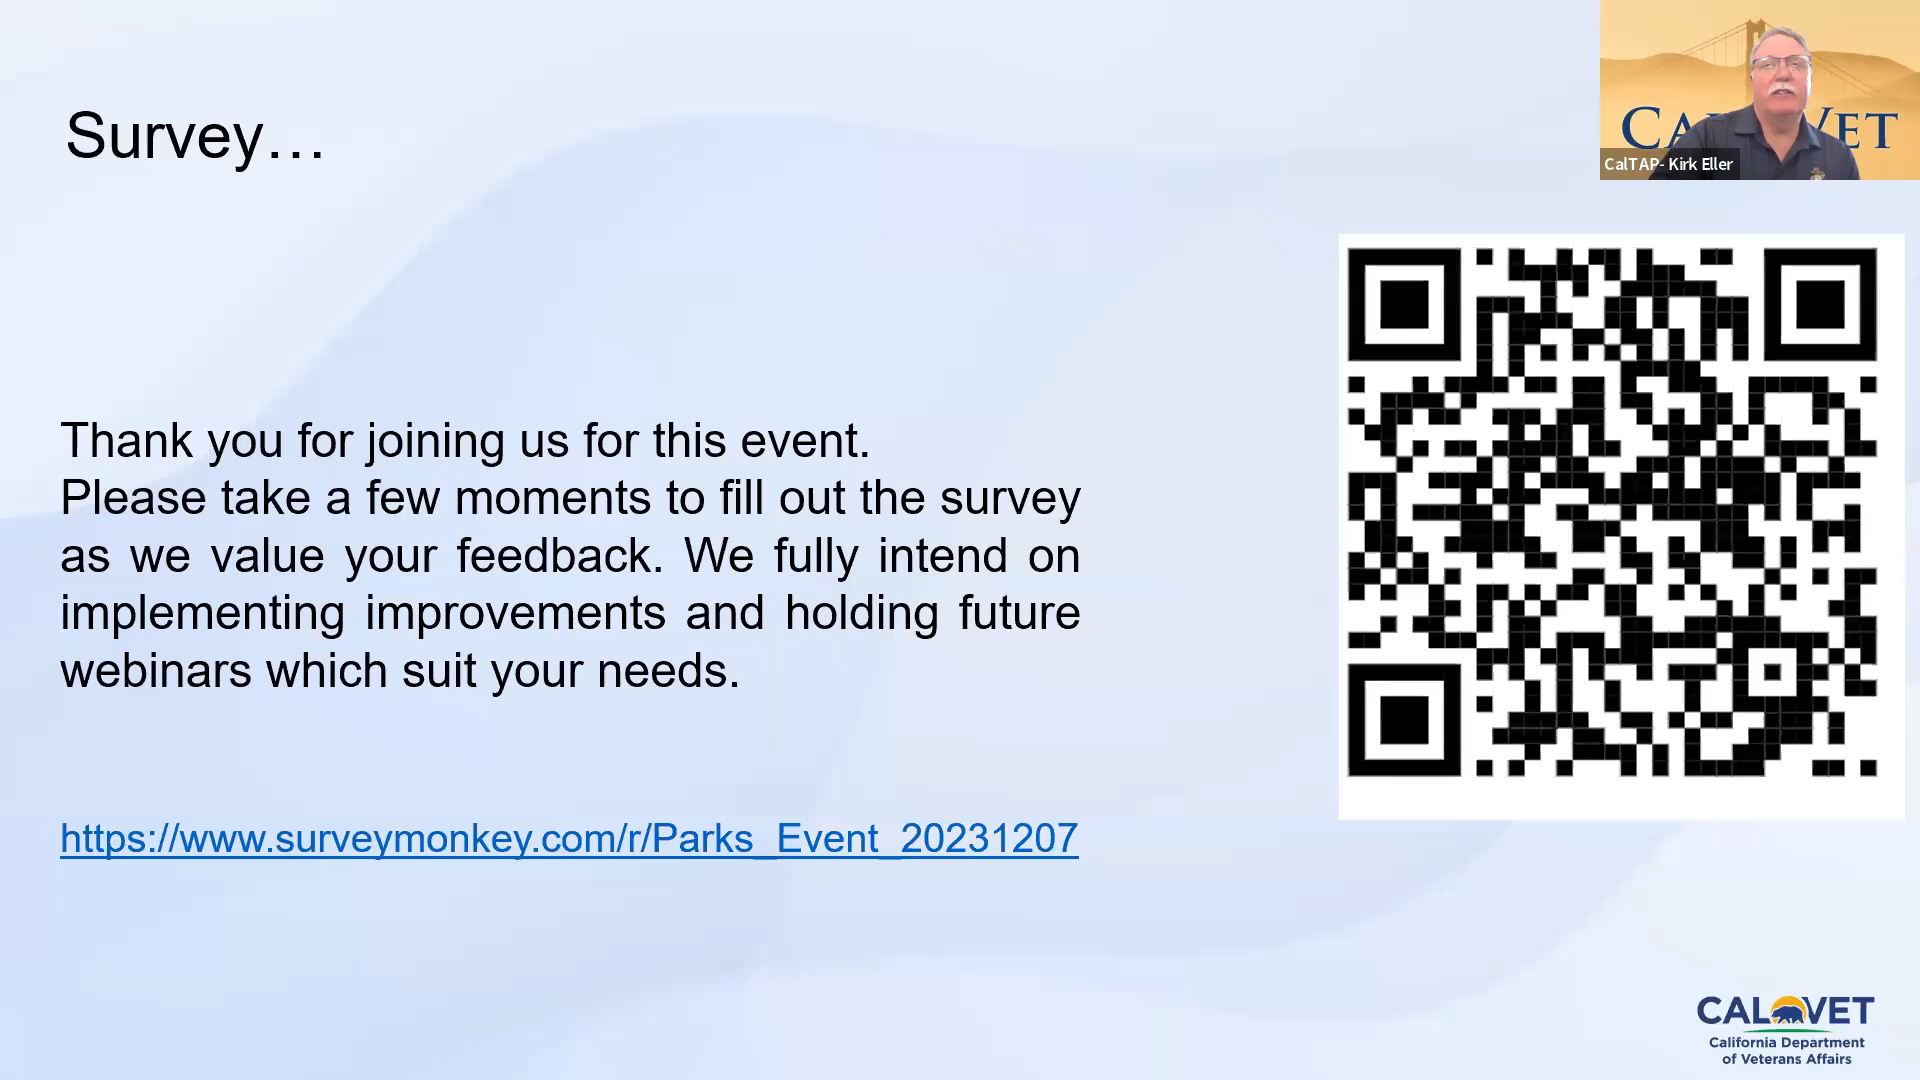 Survey…
CAL VET
CalTAP- Kirk Eller
Thank you for joining us for this event.
Please take a few moments to fill out the survey
as we value your feedback. We fully intend on
implementing improvements and holding future
webinars which suit your needs.
https://www.surveymonkey.com/r/Parks_Event_20231207
CALVET
California Department
of Veterans Affairs